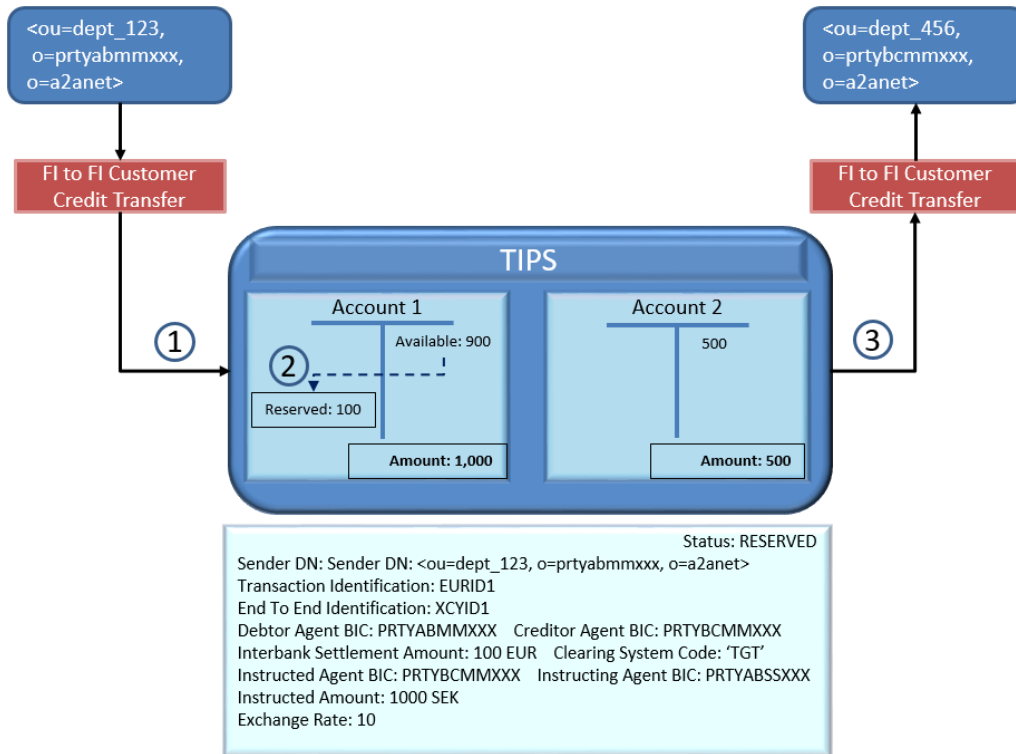 <ou=dept_123,
o=prtyabmmxxx,
o=a2anet>
<ou=dept_456,
o=prtybcmmxxx,
o=a2anet>
FI to FI Customer
Credit Transfer
FI to FI Customer
Credit Transfer
TIPS
1
Account 1
Available: 900
2
Reserved: 100
Amount: 1,000
Account 2
500
Amount: 500
3
Status: RESERVED
Sender DN: Sender DN: <ou=dept_123, o=prtyabmmxxx, o=a2anet>
Transaction Identification: EURID1
End To End Identification: XCYID1
Debtor Agent BIC: PRTYABMMXXX Creditor Agent BIC: PRTYBCMMXXX
Interbank Settlement Amount: 100 EUR Clearing System Code: ‘TGT’
Instructed Agent BIC: PRTYBCMMXXX Instructing Agent BIC: PRTYABSSXXX
Instructed Amount: 1000 SEK
Exchange Rate: 10